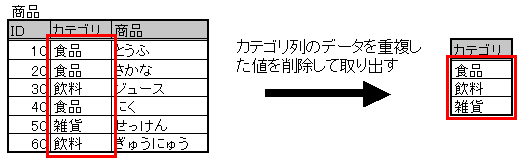 商品
ID カテゴリ 商品
10 食品 とうふ
20 食品 さかな
30 飲料 ジュース
40 食品 にく
50 雑貨 せっけん
60 飲料 ぎゅうにゅう
カテゴリ列のデータを重複し
た値を削除して取り出す
カテゴリ
食品
飲料
雑貨